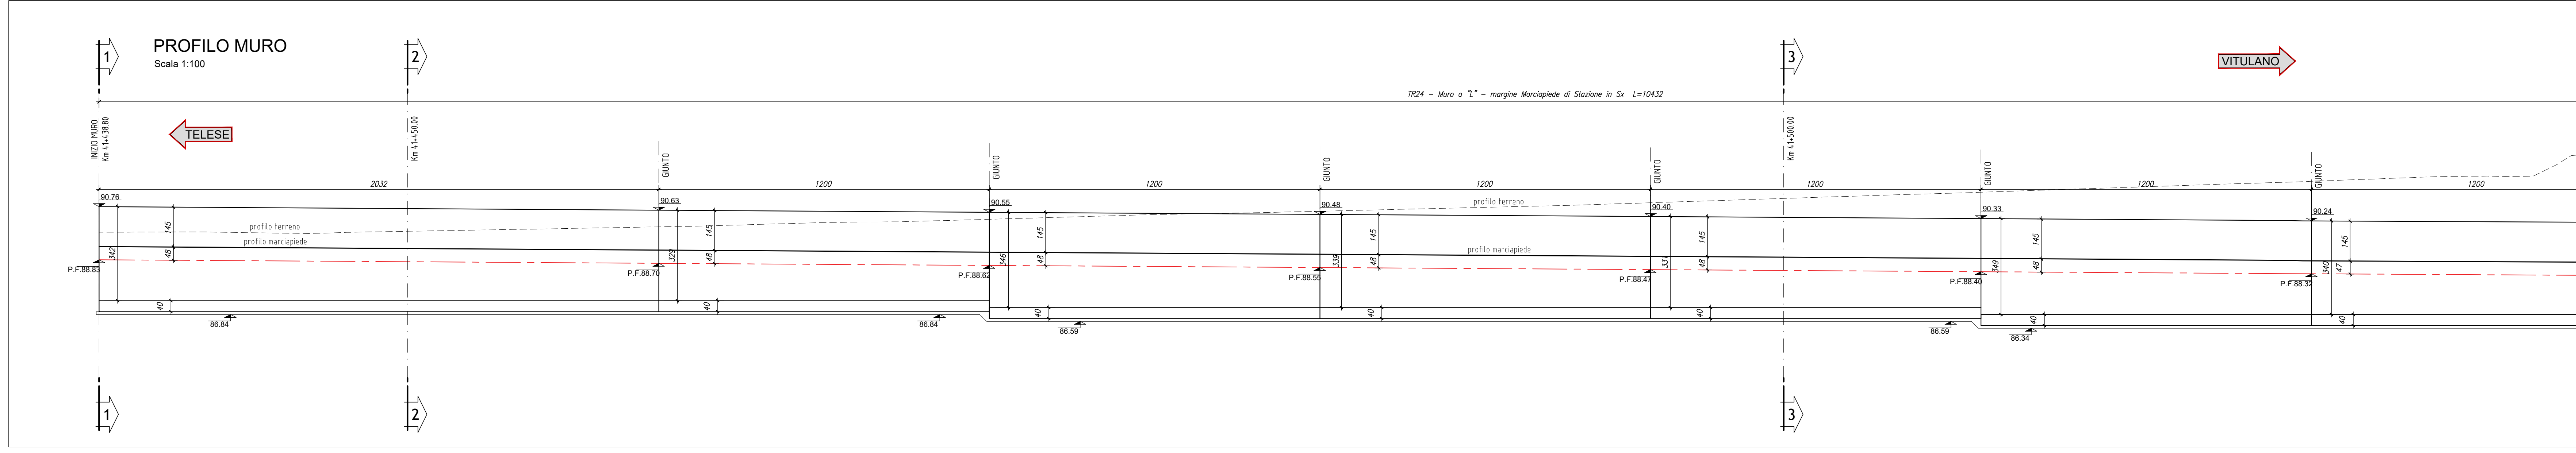 PROFILO MURO
Scala 1:100
1
2
3
VITULANO
TR24 - Muro a "L" - margine Marciapiede di Stazione in Sx L=10432
TELESE
INIZIO MURO
Km 41+438.80
Km 41+450.00
Km 41+500.00
GIUNTO
GIUNTO
GIUNTO
GIUNTO
GIUNTO
GIUNTO
2032
1200
1200
1200
1200
1200
1200
90.76
90.63
90.55
90.48
90.40
90.33
90.24
profilo terreno
profilo terreno
profilo marciapiede
profilo marciapiede
145
145
145
145
145
145
145
342
48
329
48
346
48
339
48
331
48
349
48
340
47
P.F.88.83
P.F.88.70
P.F.88.62
P.F.88.55
P.F.88.47
P.F.88.40
P.F.88.32
40
40
40
40
40
40
40
86.84
86.84
86.59
86.59
86.34
1
2
3